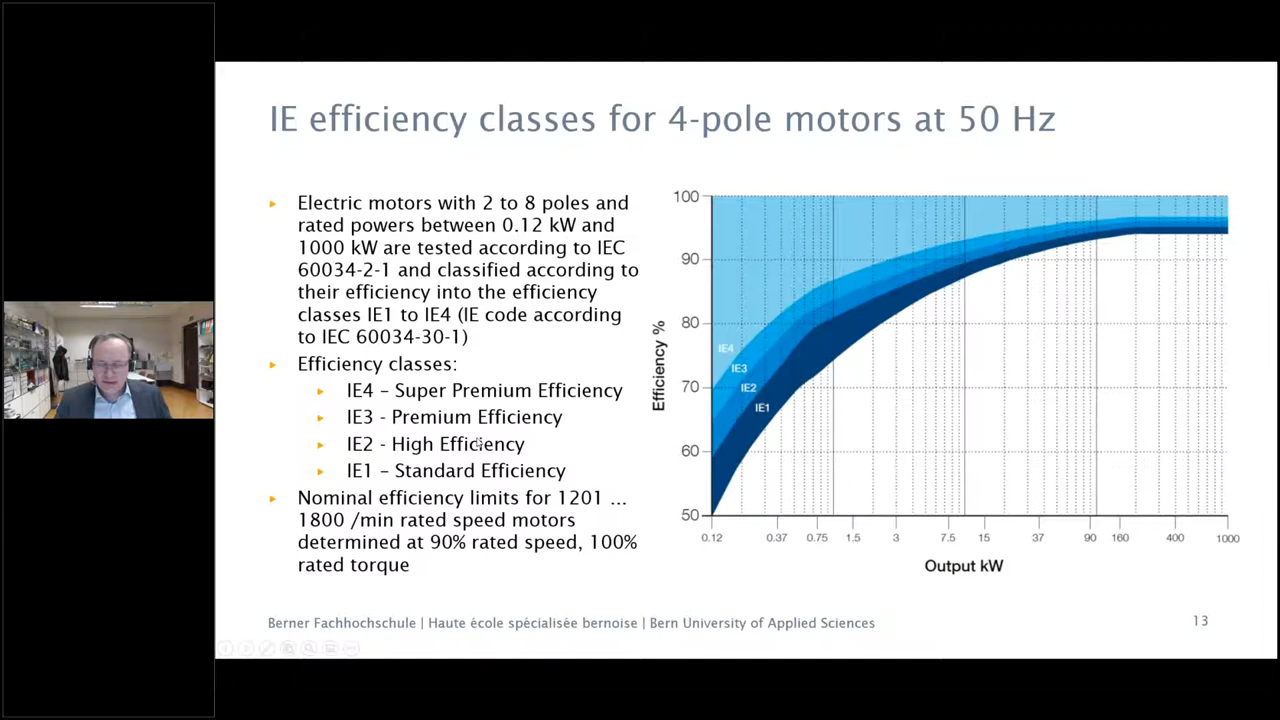 IE efficiency classes for 4-pole motors at 50 Hz
Electric motors with 2 to 8 poles and
rated powers between 0.12 kW and
1000 kW are tested according to IEC
60034-2-1 and classified according to
their efficiency into the efficiency
classes IE1 to IE4 (IE code according
to IEC 60034-30-1)
Efficiency classes:
IE4 – Super Premium Efficiency
IE3 - Premium Efficiency
IE2 - High Efficiency
IE1 – Standard Efficiency
Nominal efficiency limits for 1201 ...
1800 /min rated speed motors
determined at 90% rated speed, 100%
rated torque
Efficiency %
100
90
80
70
60
50
IE4
IE3
IE2
IE1
0.12 0.37 0.75 1.5 3 7.5 15 37 90 160 400 1000
Output kW
Berner Fachhochschule | Haute école spécialisée bernoise | Bern University of Applied Sciences
13